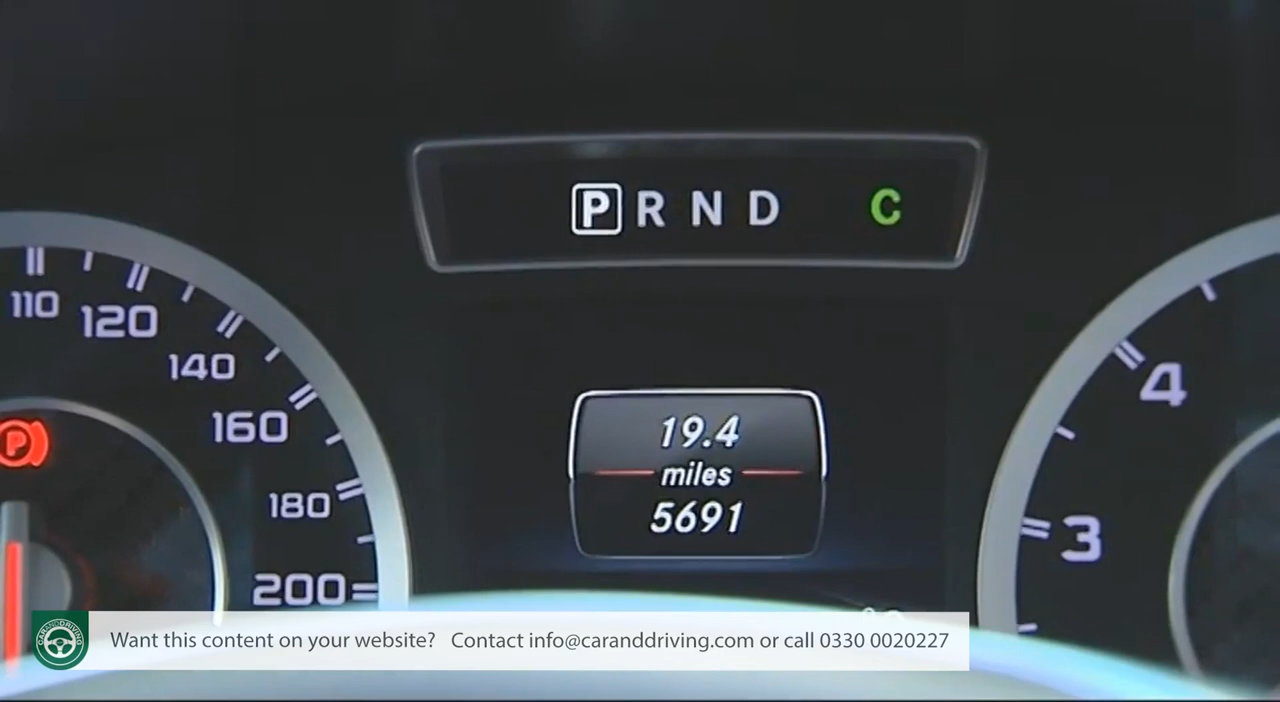 P R N D C
110
120
140
160
180
200
P
19.4
miles
5691
4
3
CARANDDRIVING
Want this content on your website? Contact info@caranddriving.com or call 0330 0020227